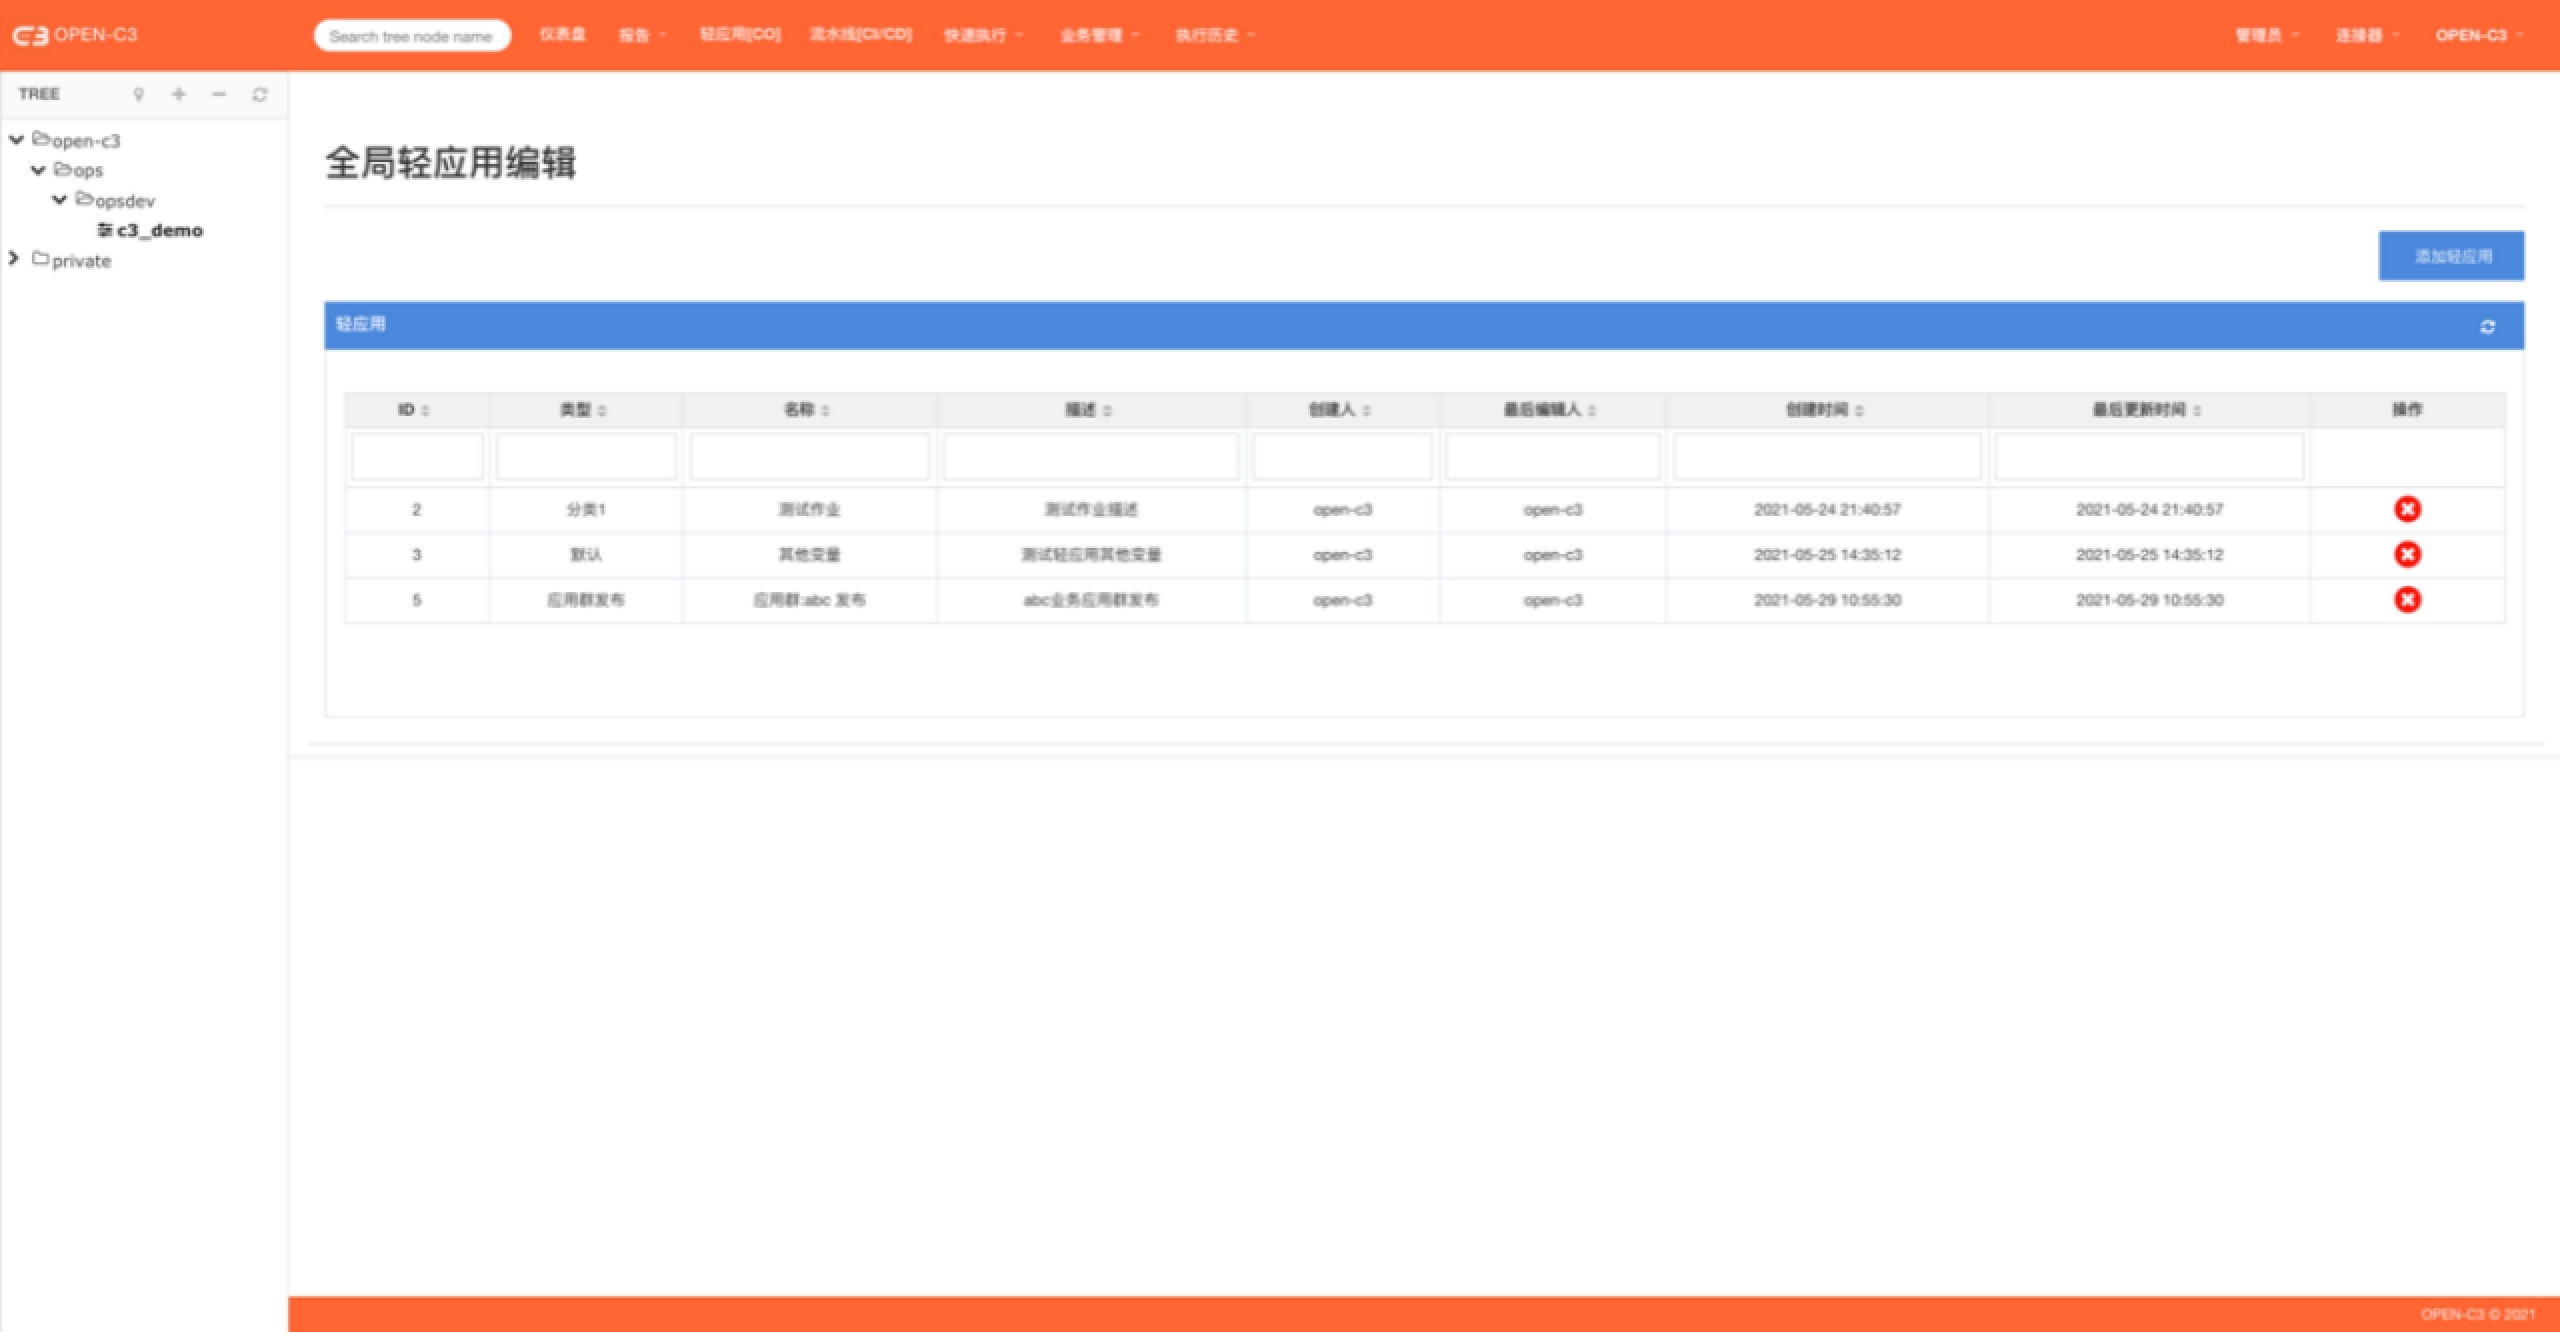 OPEN-C3 Search tree node name 仪表盘 报告 轻应用[CO] 流水线[CI/CD] 快速执行 业务管理 执行历史 管理员 连接器 OPEN-C3
TREE
open-c3
ops
opsdev
c3_demo
private
全局轻应用编辑
添加轻应用
轻应用
ID 类型 名称 描述 创建人 最后编辑人 创建时间 最后更新时间 操作
2 分类1 测试作业 测试作业描述 open-c3 open-c3 2021-05-24 21:40:57 2021-05-24 21:40:57
3 默认 其他变量 测试轻应用其他变量 open-c3 open-c3 2021-05-25 14:35:12 2021-05-25 14:35:12
5 应用群发布 应用群:abc 发布 abc业务应用群发布 open-c3 open-c3 2021-05-29 10:55:30 2021-05-29 10:55:30
OPEN-C3 © 2021